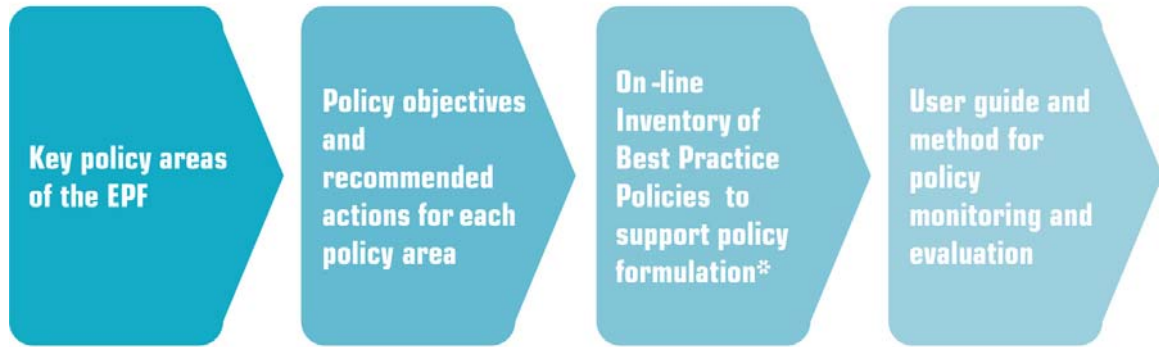 Key policy areas
of the EPF
Policy objectives
and
recommended
actions for each
policy area
On -line
Inventory of
Best Practice
Policies to
support policy
formulation*
User guide and
method for
policy
monitoring and
evaluation